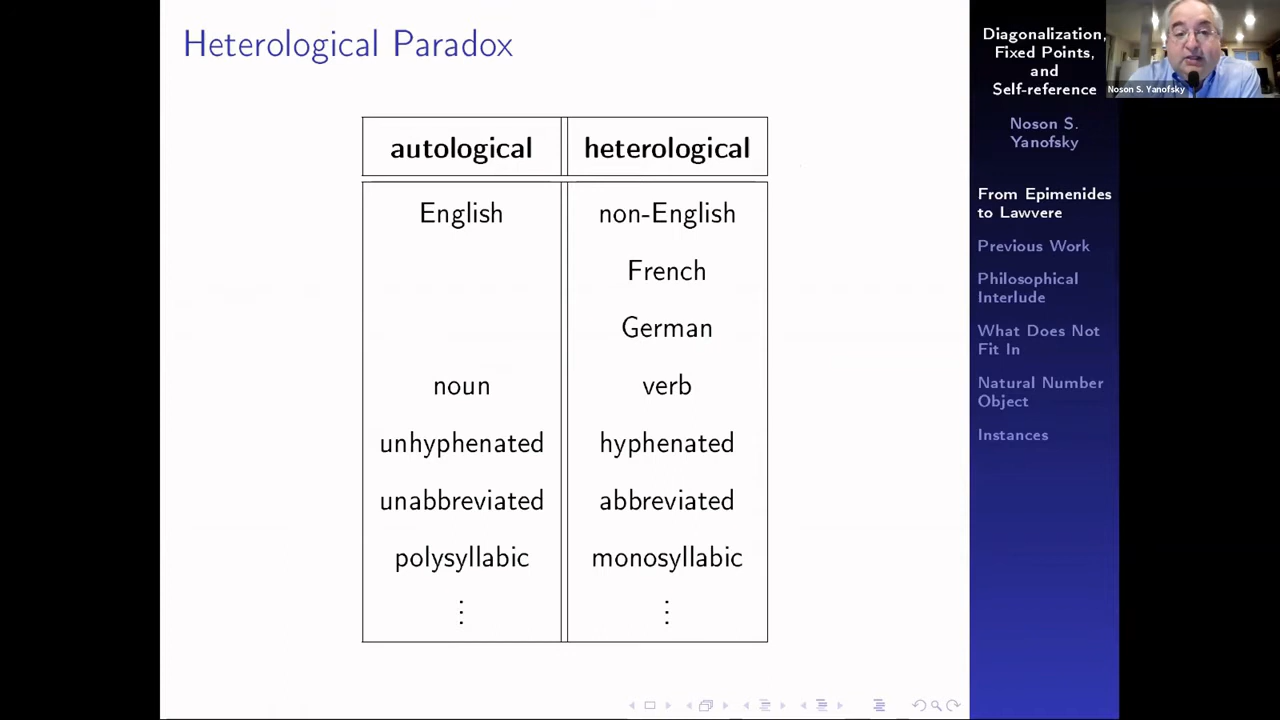 Heterological Paradox
autological heterological
English non-English
French
German
noun verb
unhyphenated hyphenated
unabbreviated abbreviated
polysyllabic monosyllabic
⋮ ⋮
Diagonalization,
Fixed Points,
and
Self-reference
Noson S.
Yanofsky
From Epimenides
to Lawvere
Previous Work
Philosophical
Interlude
What Does Not
Fit In
Natural Number
Object
Instances
Noson S. Yanofsky